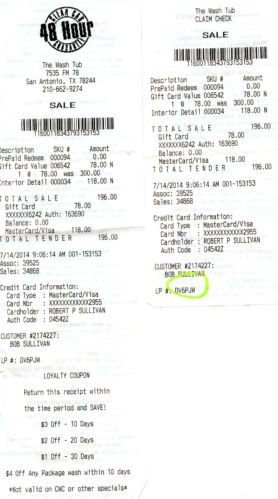 CLEAN CAR
48 Hour
GUARANTEE
The Wash Tub
7535 FM 78
San Antonio, TX 78244
210-662-9274
SALE
11600118343793153153
Description SKU # Amount
PrePaid Redeem 000094 0.00 N
Gift Card Value 006542 78.00 N
1 @ 78.00 was 300.00
Interior Detail 000034 118.00 N
TOTAL SALE 196.00
Gift Card 78.00
XXXXXXX6242 Auth: 163690
Balance: 0.00
MasterCard/Visa 118.00
TOTAL TENDER 196.00
7/14/2014 9:06:14 AM 001-153153
Assoc: 39525
Sales: 34868
Credit Card Information:
Card Type : MasterCard/Visa
Card Nbr : XXXXXXXXXXXX2955
Cardholder : ROBERT P SULLIVAN
Auth Code : 04542Z
CUSTOMER #2174227:
BOB SULLIVAN
LP #: DV6PJW
LOYALTY COUPON
Return this receipt within
the time period and SAVE!
$3 Off - 10 Days
$2 Off - 20 Days
$1 Off - 30 Days
$4 Off Any Package wash within 10 days
*Not valid on CWC or other specials*
The Wash Tub
CLAIM CHECK
SALE
11600118343793153153
Description SKU # Amount
PrePaid Redeem 000094 0.00 N
Gift Card Value 006542 78.00 N
1 @ 78.00 was 300.00
Interior Detail 000034 118.00 N
TOTAL SALE 196.00
Gift Card 78.00
XXXXXXX6242 Auth: 163690
Balance: 0.00
MasterCard/Visa 118.00
TOTAL TENDER 196.00
7/14/2014 9:06:14 AM 001-153153
Assoc: 39525
Sales: 34868
Credit Card Information:
Card Type : MasterCard/Visa
Card Nbr : XXXXXXXXXXXX2955
Cardholder : ROBERT P SULLIVAN
Auth Code : 04542Z
CUSTOMER #2174227:
BOB SULLIVAN
LP #: DV6PJW